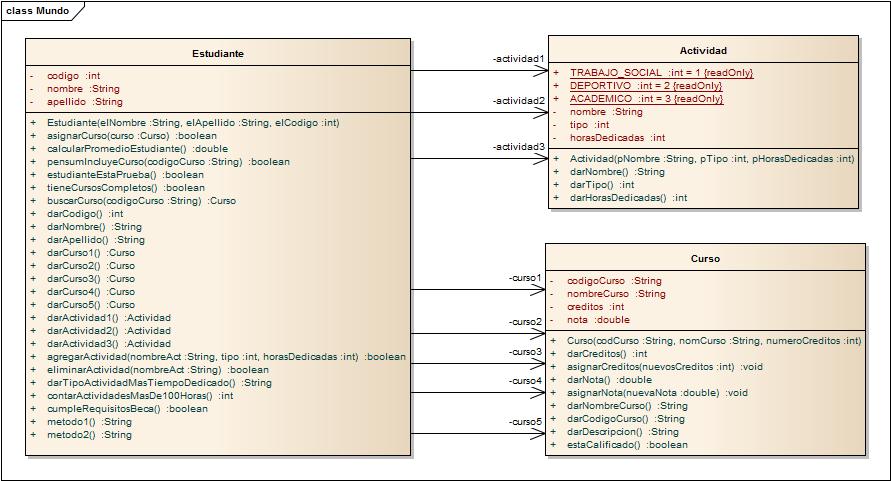 class Mundo
Estudiante
- codigo :int
- nombre :String
- apellido :String
+ Estudiante(elNombre :String, elApellido :String, elCodigo :int)
+ asignarCurso(curso :Curso) :boolean
+ calcularPromedioEstudiante() :double
+ pensumIncluyeCurso(codigoCurso :String) :boolean
+ estudianteEstaPrueba() :boolean
+ tieneCursosCompletos() :boolean
+ buscarCurso(codigoCurso :String) :Curso
+ darCodigo() :int
+ darNombre() :String
+ darApellido() :String
+ darCurso1() :Curso
+ darCurso2() :Curso
+ darCurso3() :Curso
+ darCurso4() :Curso
+ darCurso5() :Curso
+ darActividad1() :Actividad
+ darActividad2() :Actividad
+ darActividad3() :Actividad
+ agregarActividad(nombreAct :String, tipo :int, horasDedicadas :int) :boolean
+ eliminarActividad(nombreAct :String) :boolean
+ darTipoActividadMasTiempoDedicado() :String
+ contarActividadesMasDe100Horas() :int
+ cumpleRequisitosBeca() :boolean
+ metodo1() :String
+ metodo2() :String
-actividad1
-actividad2
-actividad3
Actividad
+ TRABAJO_SOCIAL :int = 1 {readOnly}
+ DEPORTIVO :int = 2 {readOnly}
+ ACADEMICO :int = 3 {readOnly}
- nombre :String
- tipo :int
- horasDedicadas :int
+ Actividad(pNombre :String, pTipo :int, pHorasDedicadas :int)
+ darNombre() :String
+ darTipo() :int
+ darHorasDedicadas() :int
-curso1
-curso2
-curso3
-curso4
-curso5
Curso
- codigoCurso :String
- nombreCurso :String
- creditos :int
- nota :double
+ Curso(codCurso :String, nomCurso :String, numeroCreditos :int)
+ darCreditos() :int
+ asignarCreditos(nuevosCreditos :int) :void
+ darNota() :double
+ asignarNota(nuevaNota :double) :void
+ darNombreCurso() :String
+ darCodigoCurso() :String
+ darDescripcion() :String
+ estaCalificado() :boolean